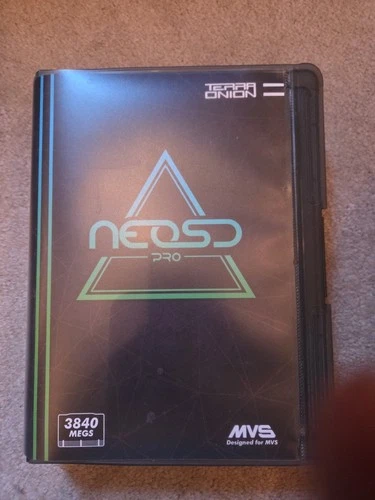 TERRA
ONION
NEOSD
PRO
3840
MEGS
MVS
Designed for MVS